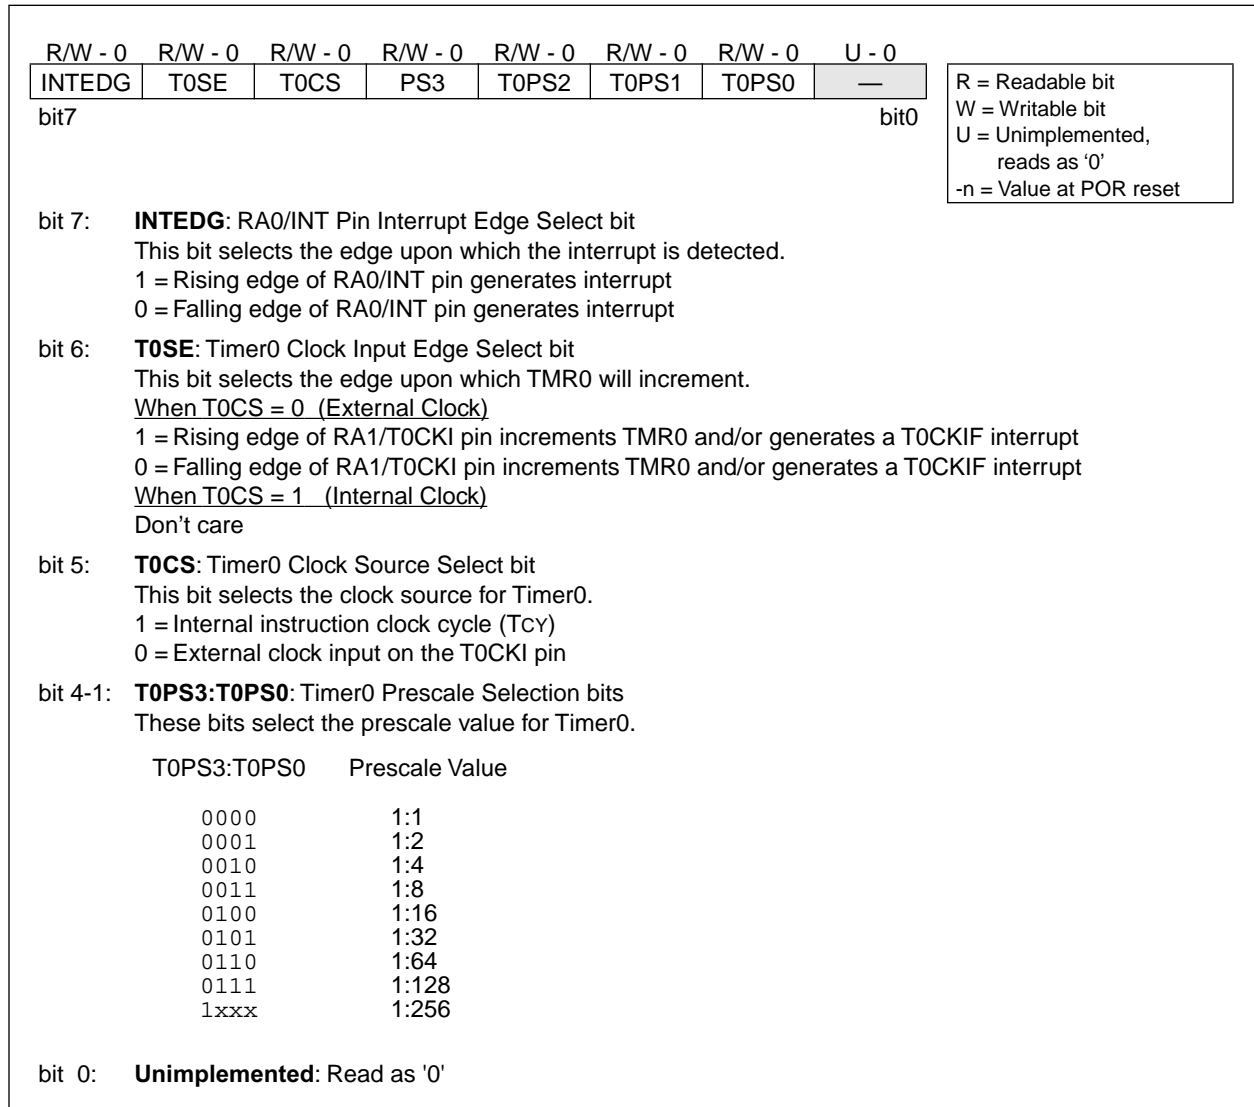 R/W - 0 R/W - 0 R/W - 0 R/W - 0 R/W - 0 R/W - 0 R/W - 0 U - 0
INTEDG T0SE T0CS PS3 T0PS2 T0PS1 T0PS0 —
bit7 bit0
R = Readable bit
W = Writable bit
U = Unimplemented,
reads as ‘0’
-n = Value at POR reset
bit 7: INTEDG: RA0/INT Pin Interrupt Edge Select bit
This bit selects the edge upon which the interrupt is detected.
1 = Rising edge of RA0/INT pin generates interrupt
0 = Falling edge of RA0/INT pin generates interrupt
bit 6: T0SE: Timer0 Clock Input Edge Select bit
This bit selects the edge upon which TMR0 will increment.
When T0CS = 0 (External Clock)
1 = Rising edge of RA1/T0CKI pin increments TMR0 and/or generates a T0CKIF interrupt
0 = Falling edge of RA1/T0CKI pin increments TMR0 and/or generates a T0CKIF interrupt
When T0CS = 1 (Internal Clock)
Don’t care
bit 5: T0CS: Timer0 Clock Source Select bit
This bit selects the clock source for Timer0.
1 = Internal instruction clock cycle (TCY)
0 = External clock input on the T0CKI pin
bit 4-1: T0PS3:T0PS0: Timer0 Prescale Selection bits
These bits select the prescale value for Timer0.
T0PS3:T0PS0 Prescale Value
0000 1:1
0001 1:2
0010 1:4
0011 1:8
0100 1:16
0101 1:32
0110 1:64
0111 1:128
1xxx 1:256
bit 0: Unimplemented: Read as '0'